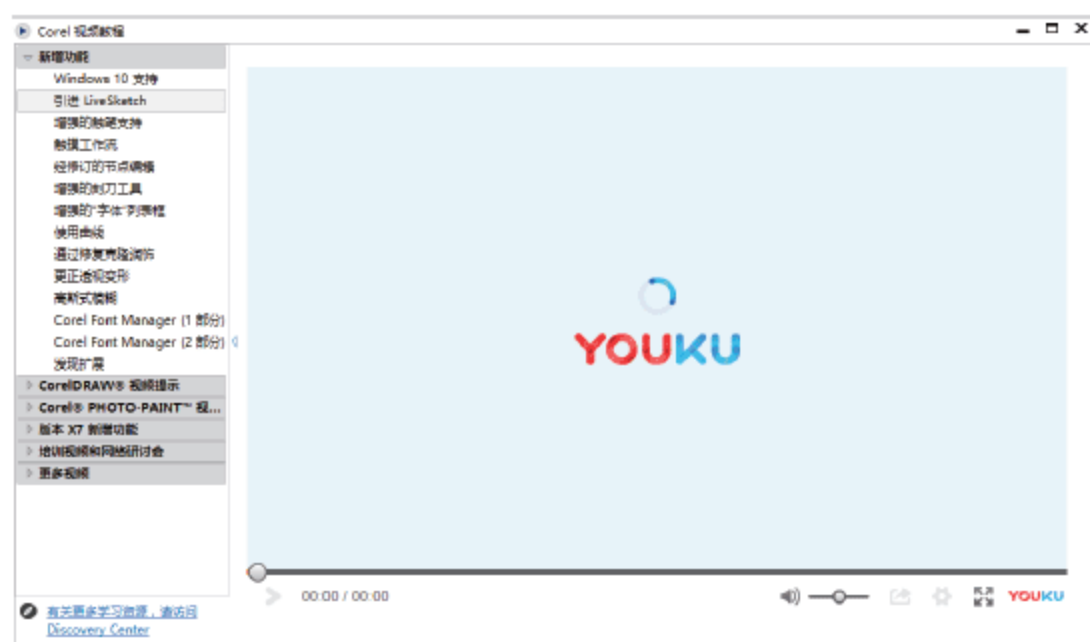 Corel 视频教程
新增功能
Windows 10 支持
引进 LiveSketch
增强的触笔支持
触摸工作流
经修订的节点编辑
增强的刻刀工具
增强的“字体”列表框
使用曲线
通过修复克隆润饰
更正透视变形
高斯式模糊
Corel Font Manager (1 部分)
Corel Font Manager (2 部分)
发现扩展
CorelDRAW® 视频提示
Corel® PHOTO-PAINT™ 视...
版本 X7 新增功能
培训视频和网络研讨会
更多视频
有关更多学习资源，请访问
Discovery Center
YOUKU
00:00 / 00:00
YOUKU